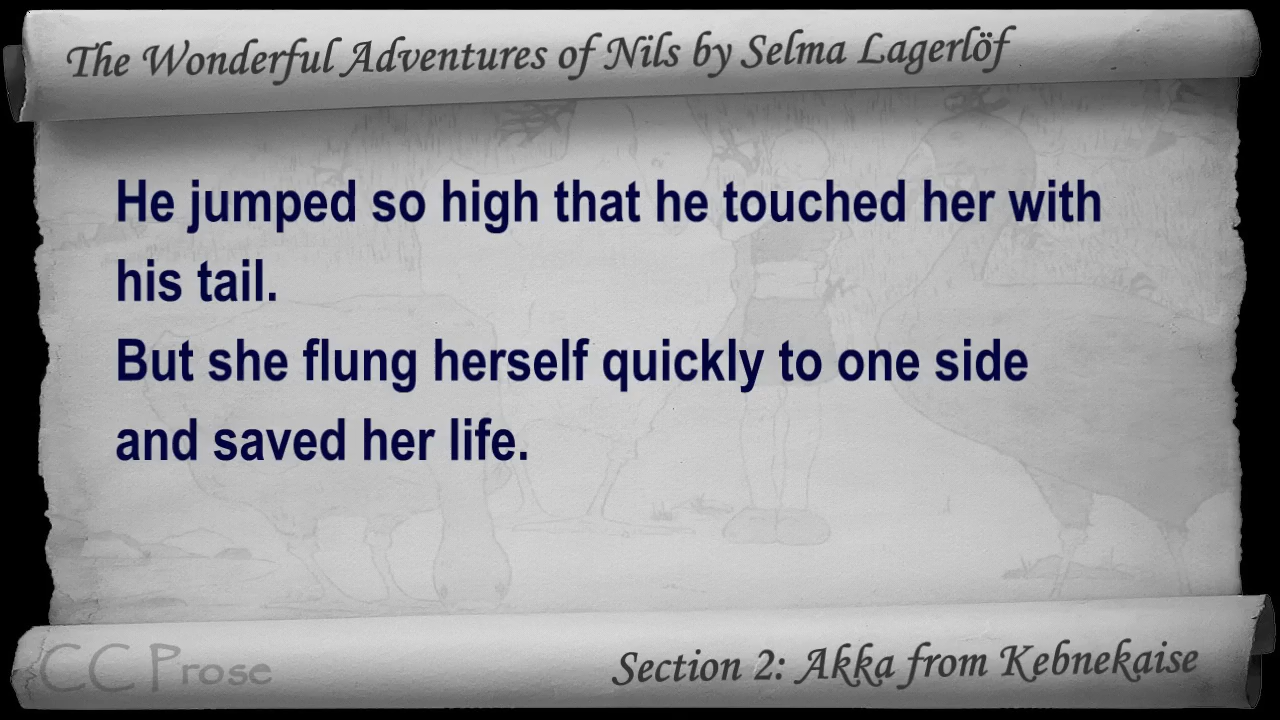 The Wonderful Adventures of Nils by Selma Lagerlöf
He jumped so high that he touched her with
his tail.
But she flung herself quickly to one side
and saved her life.
CC Prose
Section 2: Akka from Kebnekaise